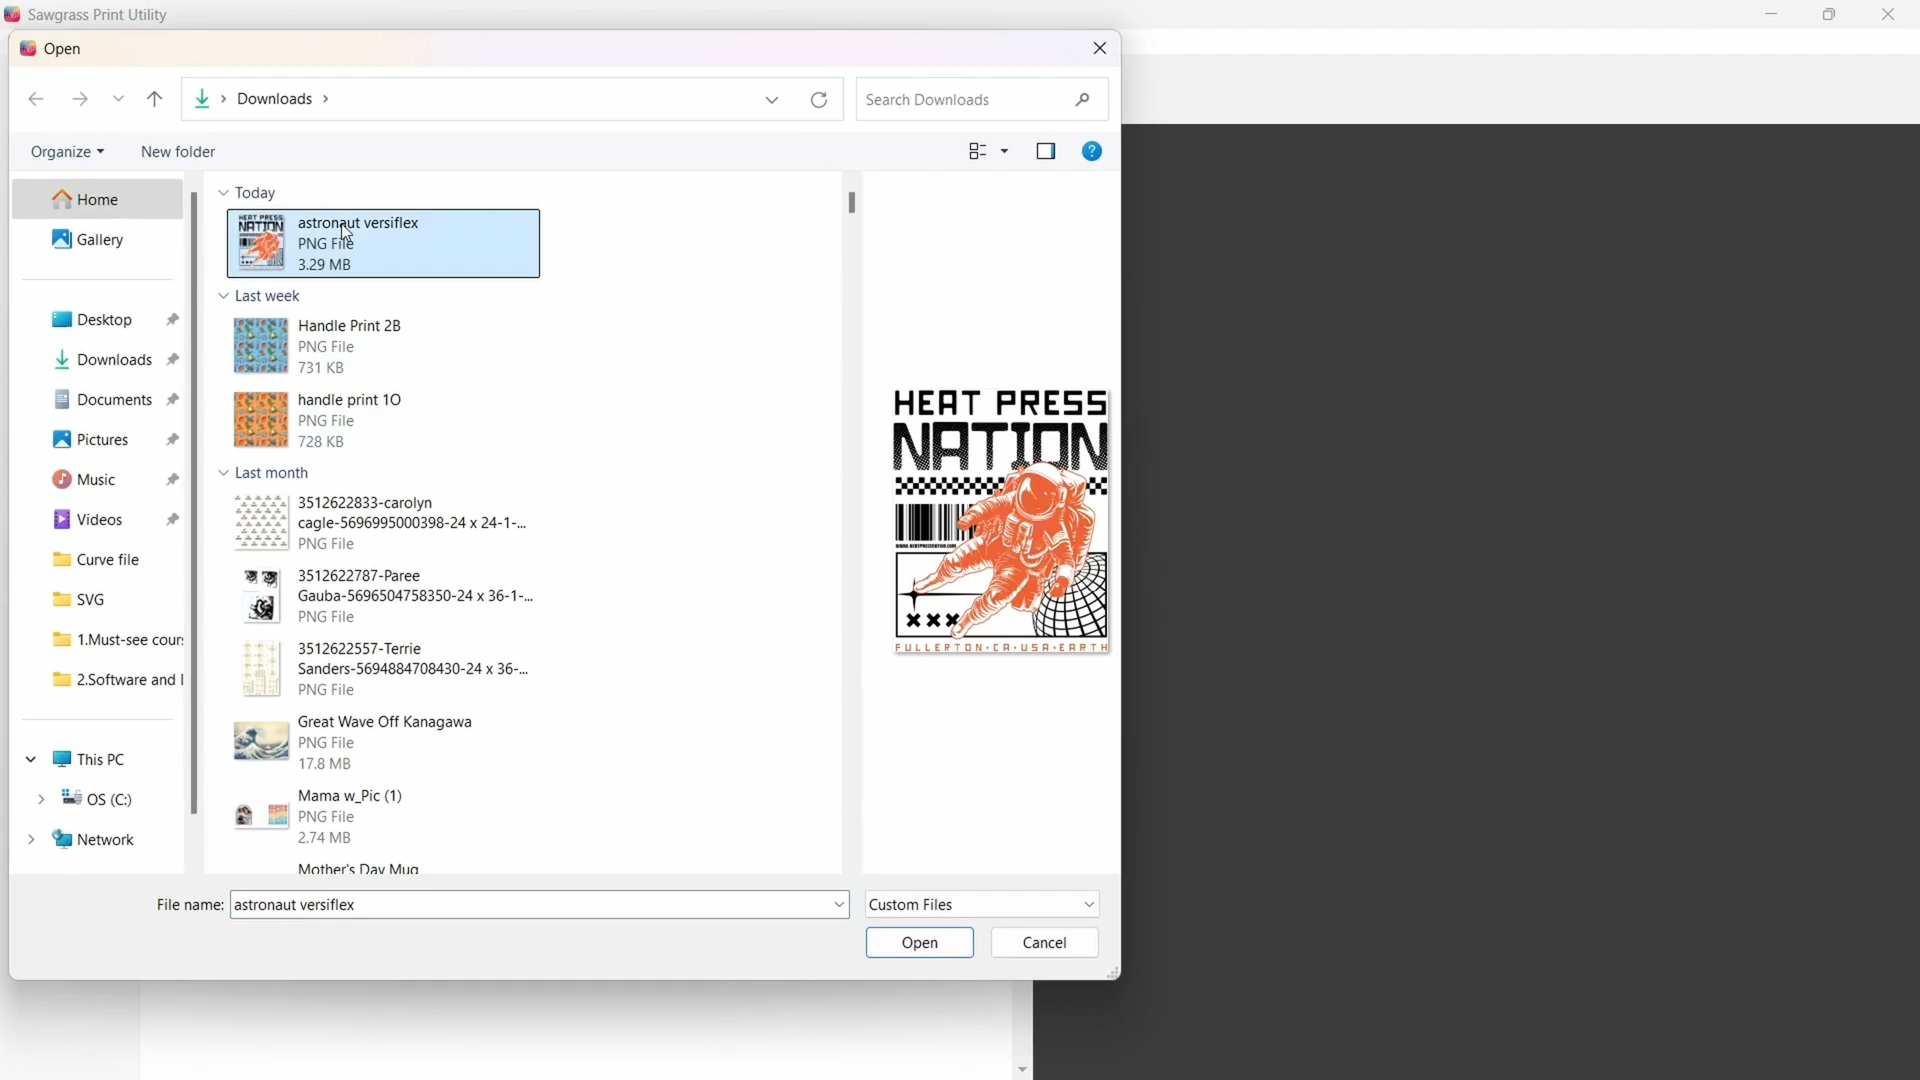 Sawgrass Print Utility
Open
Downloads
Search Downloads
Organize
New folder
Home
Gallery
Desktop
Downloads
Documents
Pictures
Music
Videos
Curve file
SVG
1.Must-see cour
2.Software and
This PC
OS (C:)
Network
Today
astronaut versiflex
PNG File
3.29 MB
Last week
Handle Print 2B
PNG File
731 KB
handle print 1O
PNG File
728 KB
Last month
3512622833-carolyn
cagle-5696995000398-24 x 24-1-...
PNG File
3512622787-Paree
Gauba-5696504758350-24 x 36-1-...
PNG File
3512622557-Terrie
Sanders-5694884708430-24 x 36-...
PNG File
Great Wave Off Kanagawa
PNG File
17.8 MB
Mama w_Pic (1)
PNG File
2.74 MB
Mother's Day Mug
HEAT PRESS
NATION
WWW.HEATPRESSNATION.COM
FULLERTON·CA·USA·EARTH
HEAT PRESS
NATION
File name:
astronaut versiflex
Custom Files
Open
Cancel